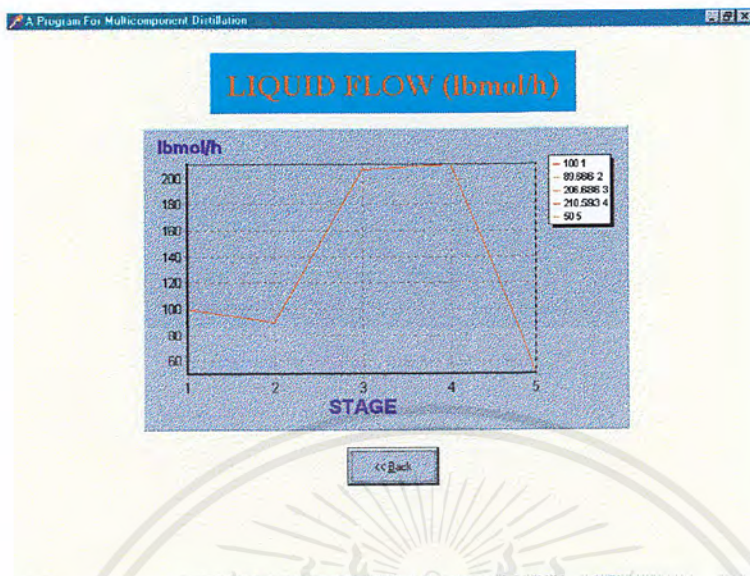 A Program For Multicomponent Distillation
LIQUID FLOW (lbmol/h)
lbmol/h
200
180
160
140
120
100
80
60
1 2 3 4 5
STAGE
100 1
89.666 2
206.686 3
210.593 4
50 5
<< Back